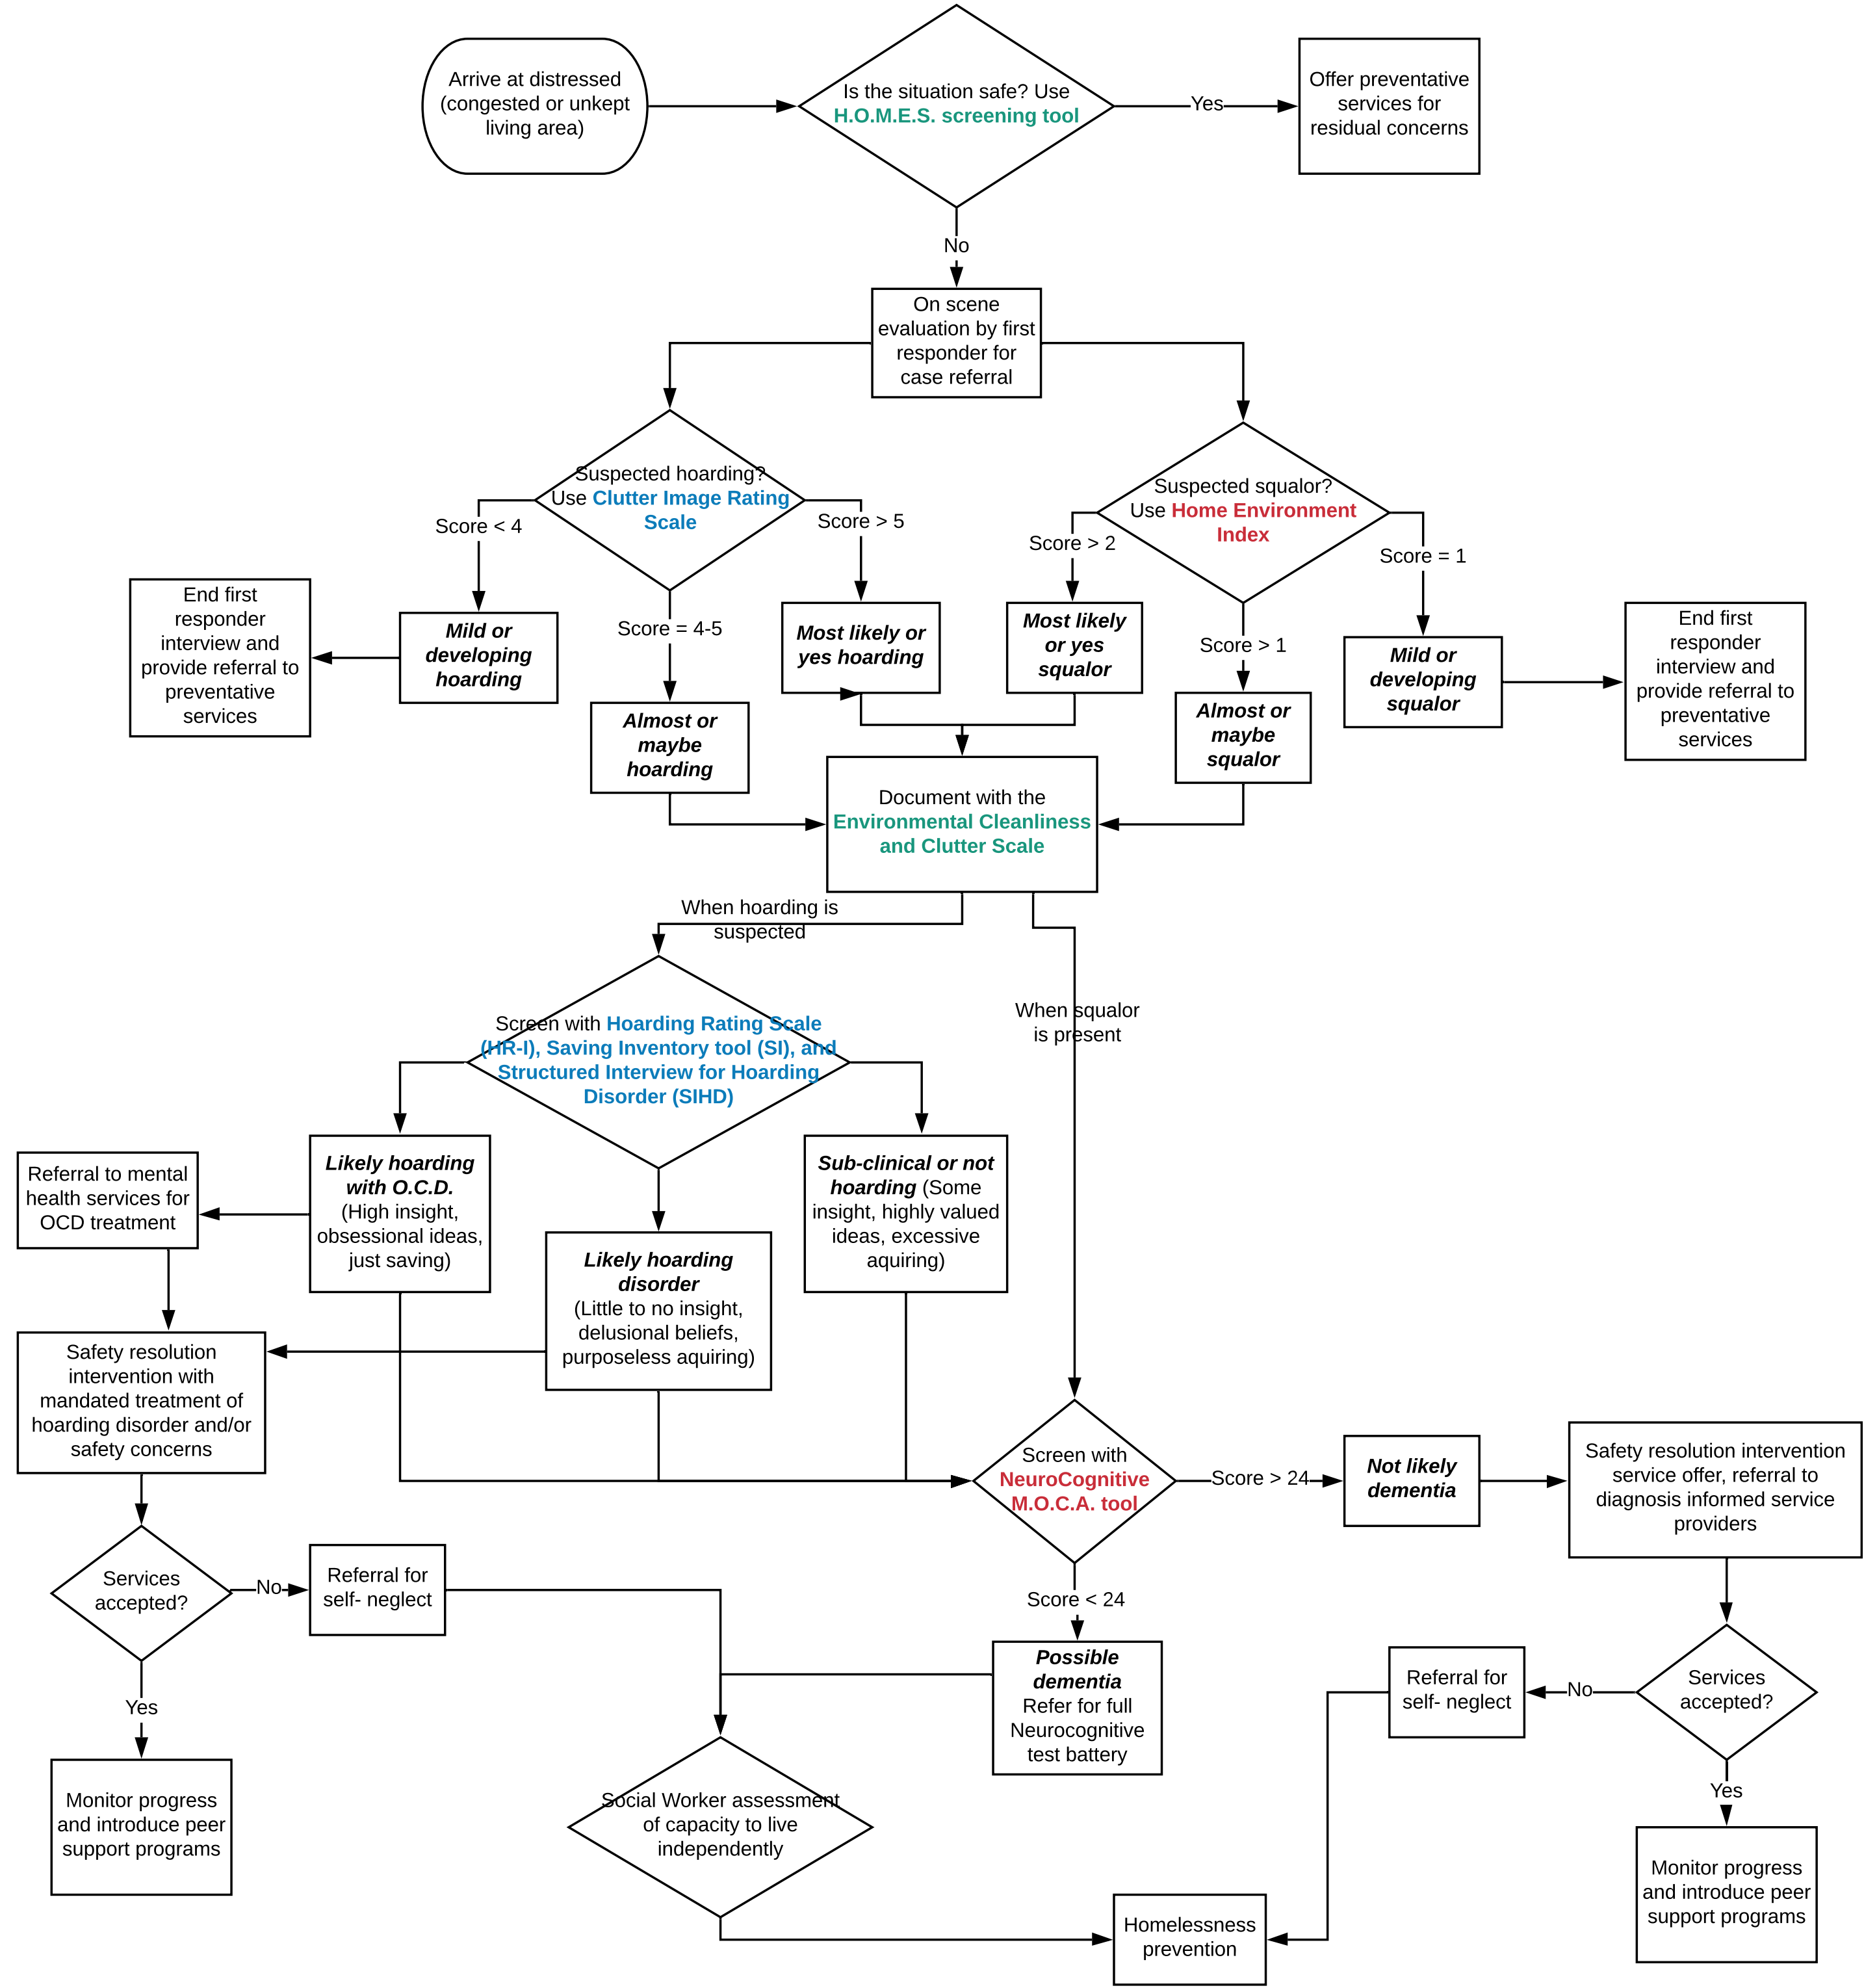 Arrive at distressed
(congested or unkept
living area)
Is the situation safe? Use
H.O.M.E.S. screening tool
Yes
Offer preventative
services for
residual concerns
No
On scene
evaluation by first
responder for
case referral
Suspected hoarding?
Use Clutter Image Rating
Scale
Suspected squalor?
Use Home Environment
Index
Score < 4
Score > 5
Score > 2
Score = 1
Score = 4-5
Score > 1
End first
responder
interview and
provide referral to
preventative
services
Mild or
developing
hoarding
Most likely or
yes hoarding
Most likely
or yes
squalor
Mild or
developing
squalor
End first
responder
interview and
provide referral to
preventative
services
Almost or
maybe
hoarding
Almost or
maybe
squalor
Document with the
Environmental Cleanliness
and Clutter Scale
When hoarding is
suspected
When squalor
is present
Screen with Hoarding Rating Scale
(HR-I), Saving Inventory tool (SI), and
Structured Interview for Hoarding
Disorder (SIHD)
Referral to mental
health services for
OCD treatment
Likely hoarding
with O.C.D.
(High insight,
obsessional ideas,
just saving)
Likely hoarding
disorder
(Little to no insight,
delusional beliefs,
purposeless aquiring)
Sub-clinical or not
hoarding (Some
insight, highly valued
ideas, excessive
aquiring)
Safety resolution
intervention with
mandated treatment of
hoarding disorder and/or
safety concerns
Screen with
NeuroCognitive
M.O.C.A. tool
Score > 24
Not likely
dementia
Safety resolution intervention
service offer, referral to
diagnosis informed service
providers
Services
accepted?
No
Referral for
self- neglect
Score < 24
Possible
dementia
Refer for full
Neurocognitive
test battery
Referral for
self- neglect
No
Services
accepted?
Yes
Yes
Monitor progress
and introduce peer
support programs
Social Worker assessment
of capacity to live
independently
Monitor progress
and introduce peer
support programs
Homelessness
prevention